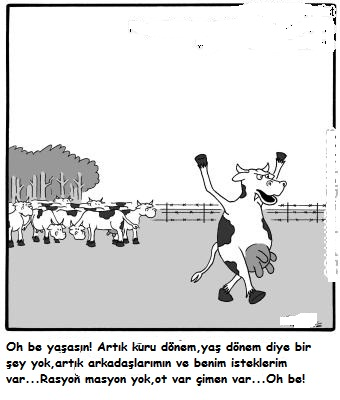 Oh be yaşasın! Artık kuru dönem,yaş dönem diye bir
şey yok,artık arkadaşlarımın ve benim isteklerim
var...Rasyon masyon yok,ot var çimen var...Oh be!